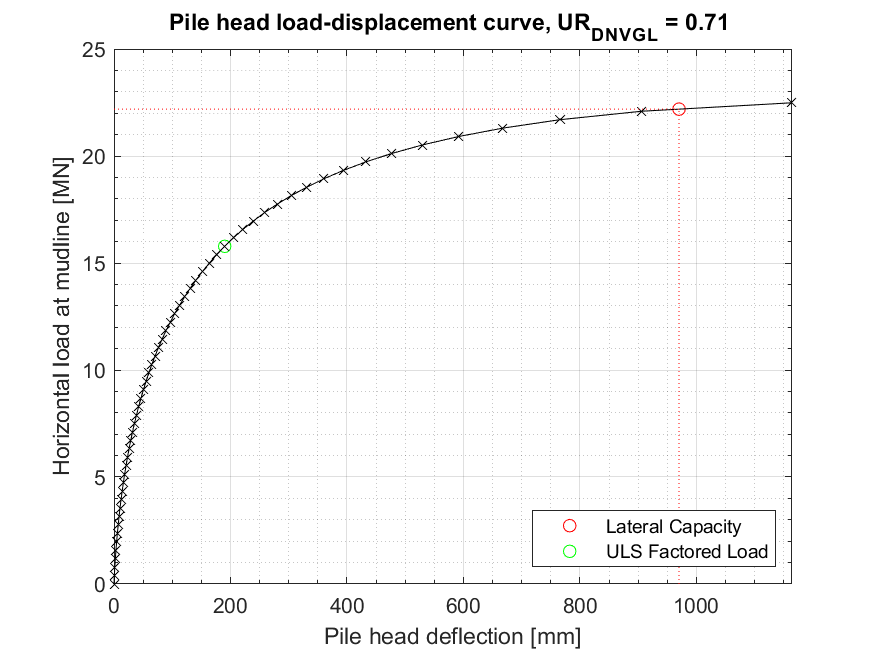 Pile head load-displacement curve, UR_DNVGL = 0.71
25
20
15
10
5
0
Horizontal load at mudline [MN]
Lateral Capacity
ULS Factored Load
0 200 400 600 800 1000
Pile head deflection [mm]